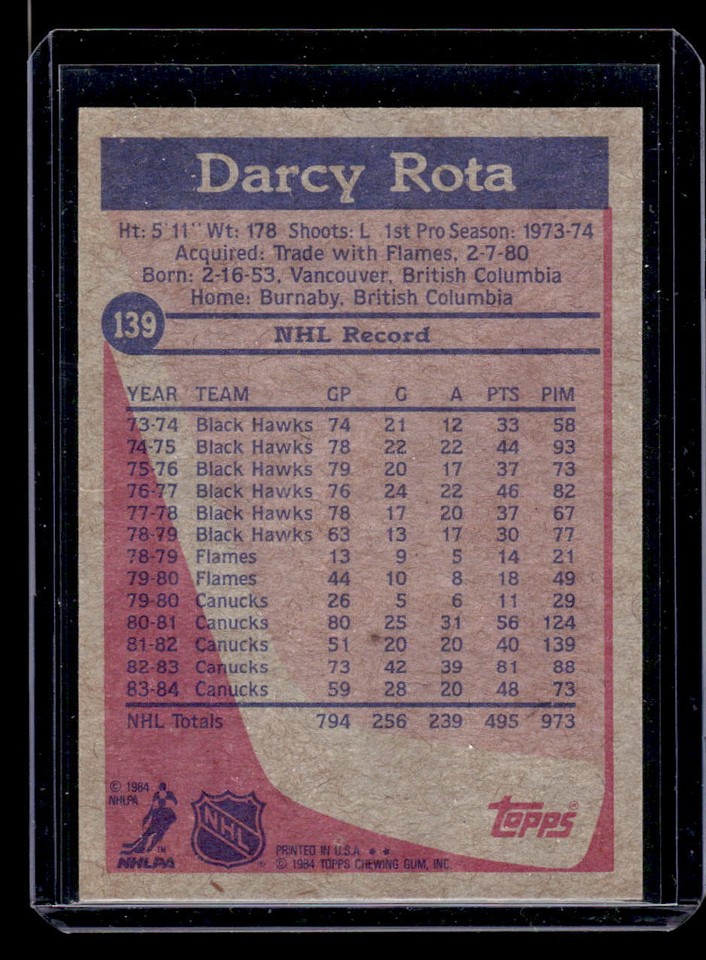 Darcy Rota
Ht: 5'11" Wt: 178 Shoots: L 1st Pro Season: 1973-74
Acquired: Trade with Flames, 2-7-80
Born: 2-16-53, Vancouver, British Columbia
Home: Burnaby, British Columbia
139
NHL Record
YEAR TEAM GP G A PTS PIM
73-74 Black Hawks 74 21 12 33 58
74-75 Black Hawks 78 22 22 44 93
75-76 Black Hawks 79 20 17 37 73
76-77 Black Hawks 76 24 22 46 82
77-78 Black Hawks 78 17 20 37 67
78-79 Black Hawks 63 13 17 30 77
78-79 Flames 13 9 5 14 21
79-80 Flames 44 10 8 18 49
79-80 Canucks 26 5 6 11 29
80-81 Canucks 80 25 31 56 124
81-82 Canucks 51 20 20 40 139
82-83 Canucks 73 42 39 81 88
83-84 Canucks 59 28 20 48 73
NHL Totals 794 256 239 495 973
© 1984
NHLPA
NHLPA ™
NHL
topps ®
PRINTED IN U.S.A. * *
© 1984 TOPPS CHEWING GUM, INC.